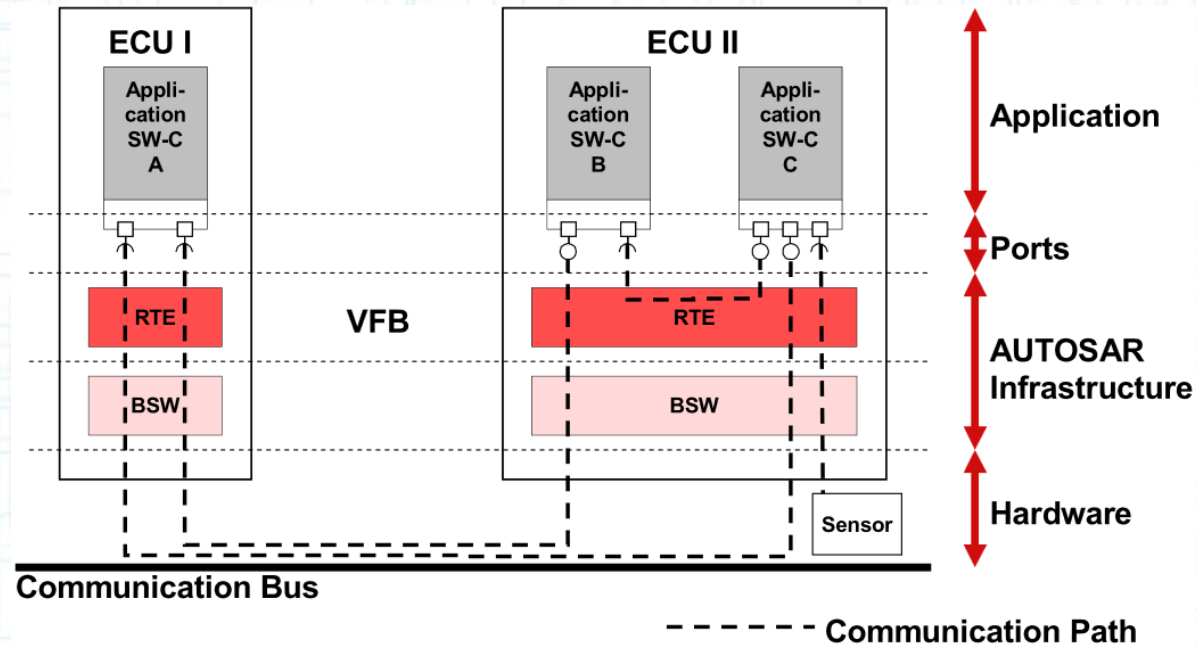 ECU I
Appli-
cation
SW-C
A
ECU II
Appli-
cation
SW-C
B
Appli-
cation
SW-C
C
Application
Ports
RTE
VFB
RTE
AUTOSAR
Infrastructure
BSW
BSW
Sensor
Hardware
Communication Bus
Communication Path